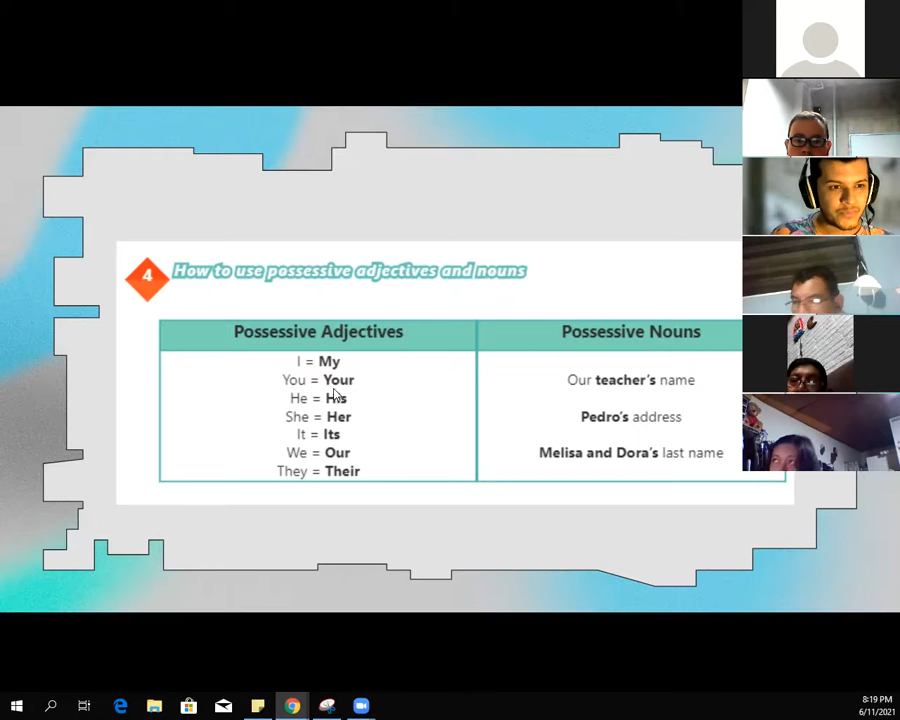 4
How to use possessive adjectives and nouns
Possessive Adjectives
I = My
You = Your
He = His
She = Her
It = Its
We = Our
They = Their
Possessive Nouns
Our teacher's name
Pedro's address
Melisa and Dora's last name
8:19 PM
6/11/2021